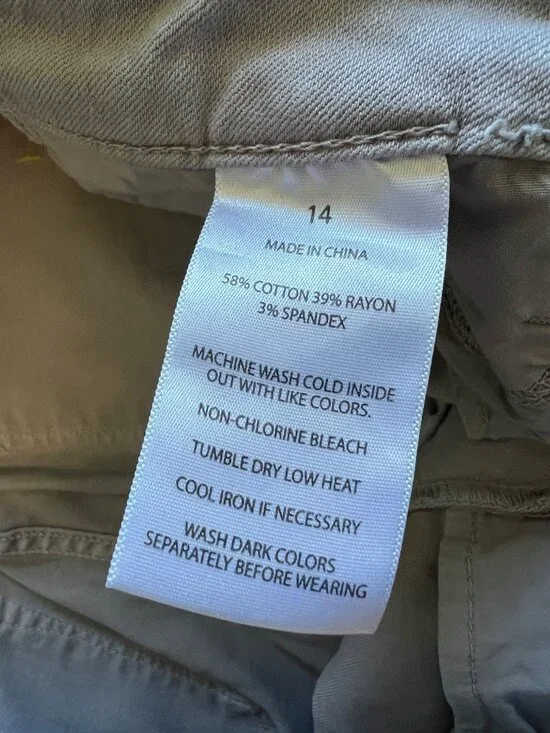 14
MADE IN CHINA
58% COTTON 39% RAYON
3% SPANDEX
MACHINE WASH COLD INSIDE
OUT WITH LIKE COLORS.
NON-CHLORINE BLEACH
TUMBLE DRY LOW HEAT
COOL IRON IF NECESSARY
WASH DARK COLORS
SEPARATELY BEFORE WEARING